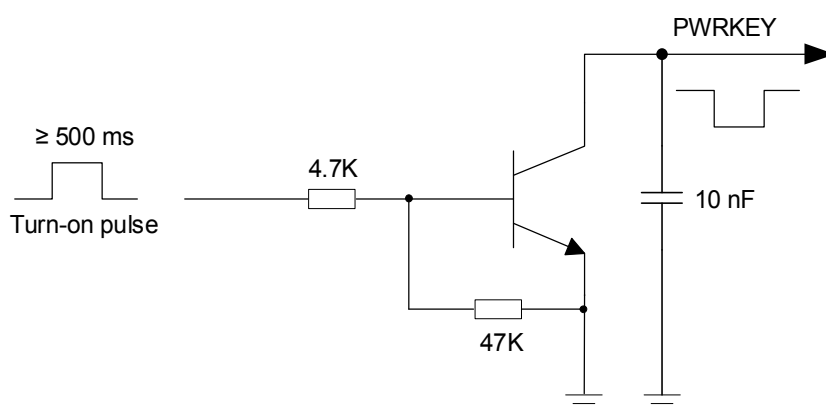 PWRKEY
≥ 500 ms
4.7K
10 nF
Turn-on pulse
47K